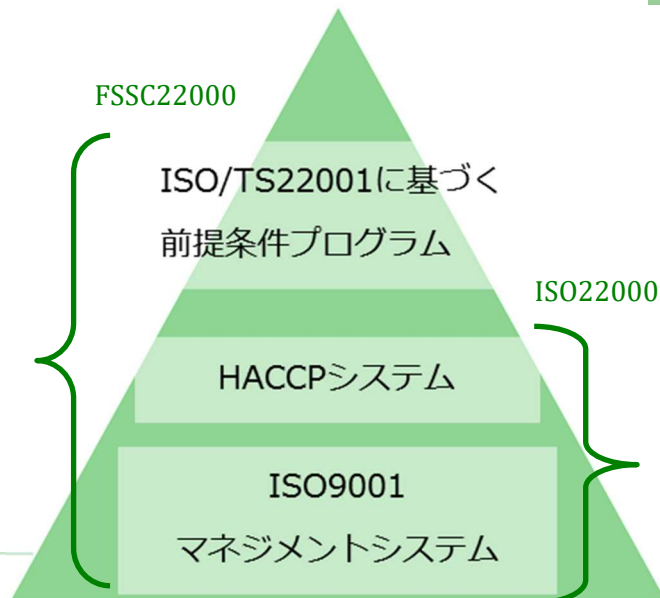 FSSC22000
ISO/TS22001に基づく
前提条件プログラム
ISO22000
HACCPシステム
ISO9001
マネジメントシステム